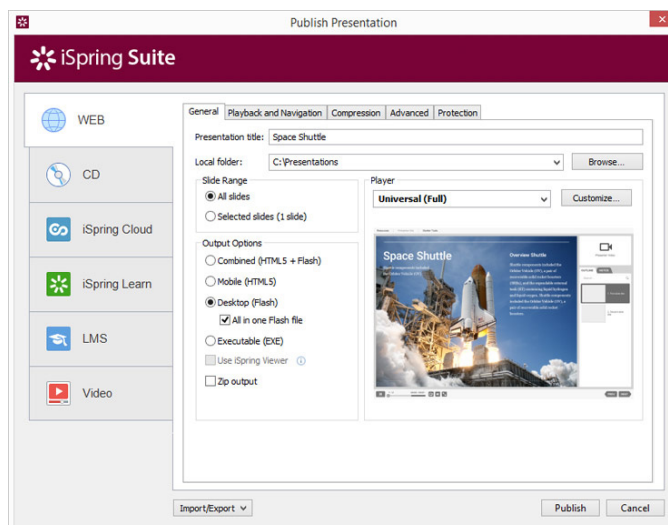 Publish Presentation
iSpring Suite
WEB
CD
iSpring Cloud
iSpring Learn
LMS
Video
General
Playback and Navigation
Compression
Advanced
Protection
Presentation title:
Space Shuttle
Local folder:
C:\Presentations
Browse...
Slide Range
All slides
Selected slides (1 slide)
Output Options
Combined (HTML5 + Flash)
Mobile (HTML5)
Desktop (Flash)
All in one Flash file
Executable (EXE)
Use iSpring Viewer
Zip output
Player
Universal (Full)
Customize...
Space Shuttle
Overview Shuttle
Import/Export
Publish
Cancel